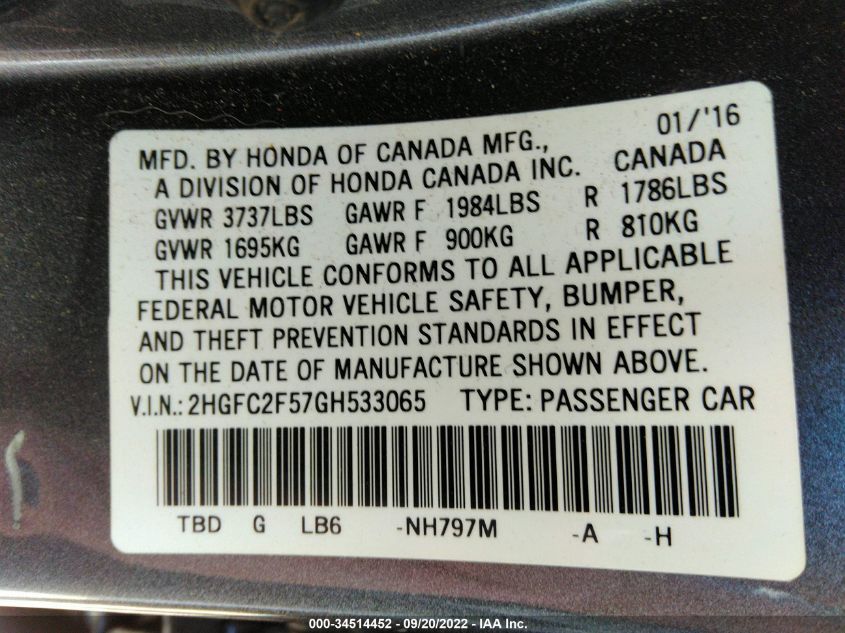 01/'16
MFD. BY HONDA OF CANADA MFG.,
A DIVISION OF HONDA CANADA INC. CANADA
GVWR 3737LBS GAWR F 1984LBS R 1786LBS
GVWR 1695KG GAWR F 900KG R 810KG
THIS VEHICLE CONFORMS TO ALL APPLICABLE
FEDERAL MOTOR VEHICLE SAFETY, BUMPER,
AND THEFT PREVENTION STANDARDS IN EFFECT
ON THE DATE OF MANUFACTURE SHOWN ABOVE.
V.I.N.: 2HGFC2F57GH533065 TYPE: PASSENGER CAR
TBD G LB6 -NH797M -A -H
000-34514452 - 09/20/2022 - IAA Inc.